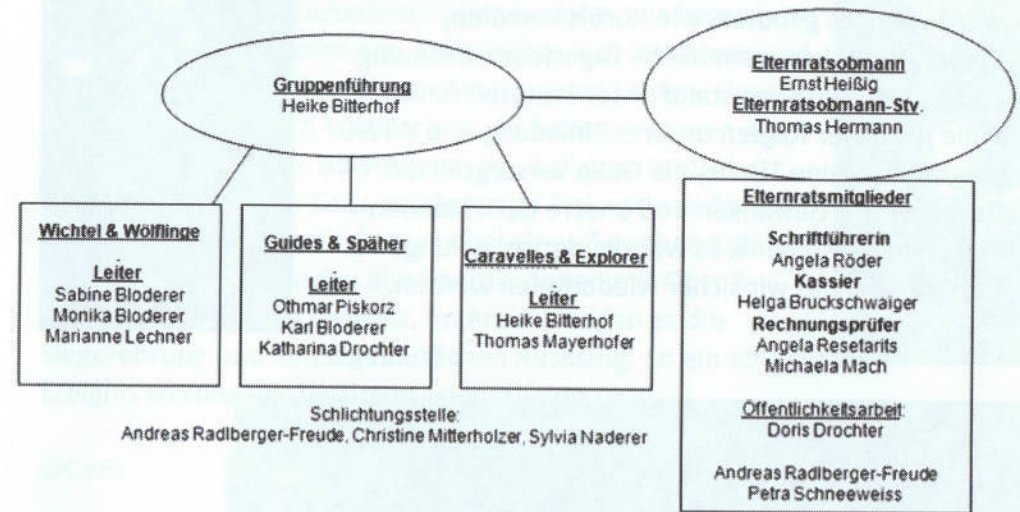 Gruppenführung
Heike Bitterhof
Elternratsobmann
Ernst Heißig
Elternratsobmann-Stv.
Thomas Hermann
Wichtel & Wölflinge
Leiter
Sabine Bloderer
Monika Bloderer
Marianne Lechner
Guides & Späher
Leiter
Othmar Piskorz
Karl Bloderer
Katharina Drochter
Caravelles & Explorer
Leiter
Heike Bitterhof
Thomas Mayerhofer
Elternratsmitglieder
Schriftführerin
Angela Röder
Kassier
Helga Bruckschwaiger
Rechnungsprüfer
Angela Resetarits
Michaela Mach
Öffentlichkeitsarbeit:
Doris Drochter
Andreas Radlberger-Freude
Petra Schneeweiss
Schlichtungsstelle:
Andreas Radlberger-Freude, Christine Mitterholzer, Sylvia Naderer